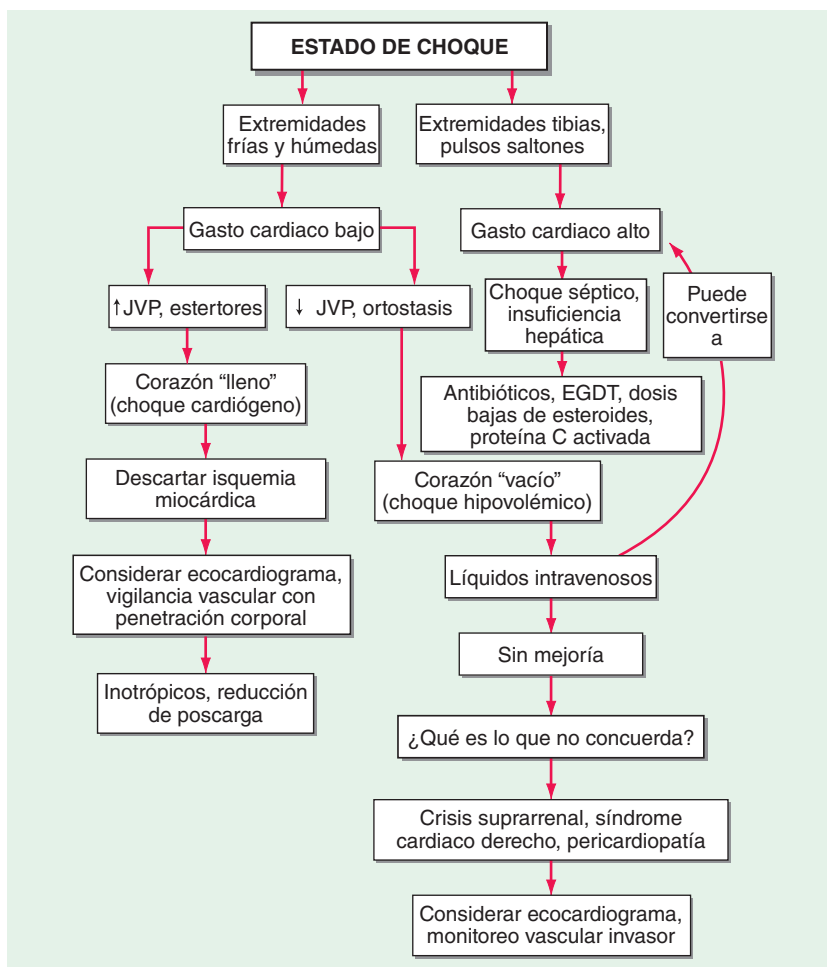 ESTADO DE CHOQUE
Extremidades
frías y húmedas
Extremidades tibias,
pulsos saltones
Gasto cardiaco bajo
Gasto cardiaco alto
↑JVP, estertores
↓ JVP, ortostasis
Choque séptico,
insuficiencia
hepática
Puede
convertirse
a
Corazón “lleno”
(choque cardiógeno)
Antibióticos, EGDT, dosis
bajas de esteroides,
proteína C activada
Descartar isquemia
miocárdica
Corazón “vacío”
(choque hipovolémico)
Considerar ecocardiograma,
vigilancia vascular con
penetración corporal
Líquidos intravenosos
Inotrópicos, reducción
de poscarga
Sin mejoría
¿Qué es lo que no concuerda?
Crisis suprarrenal, síndrome
cardiaco derecho, pericardiopatía
Considerar ecocardiograma,
monitoreo vascular invasor